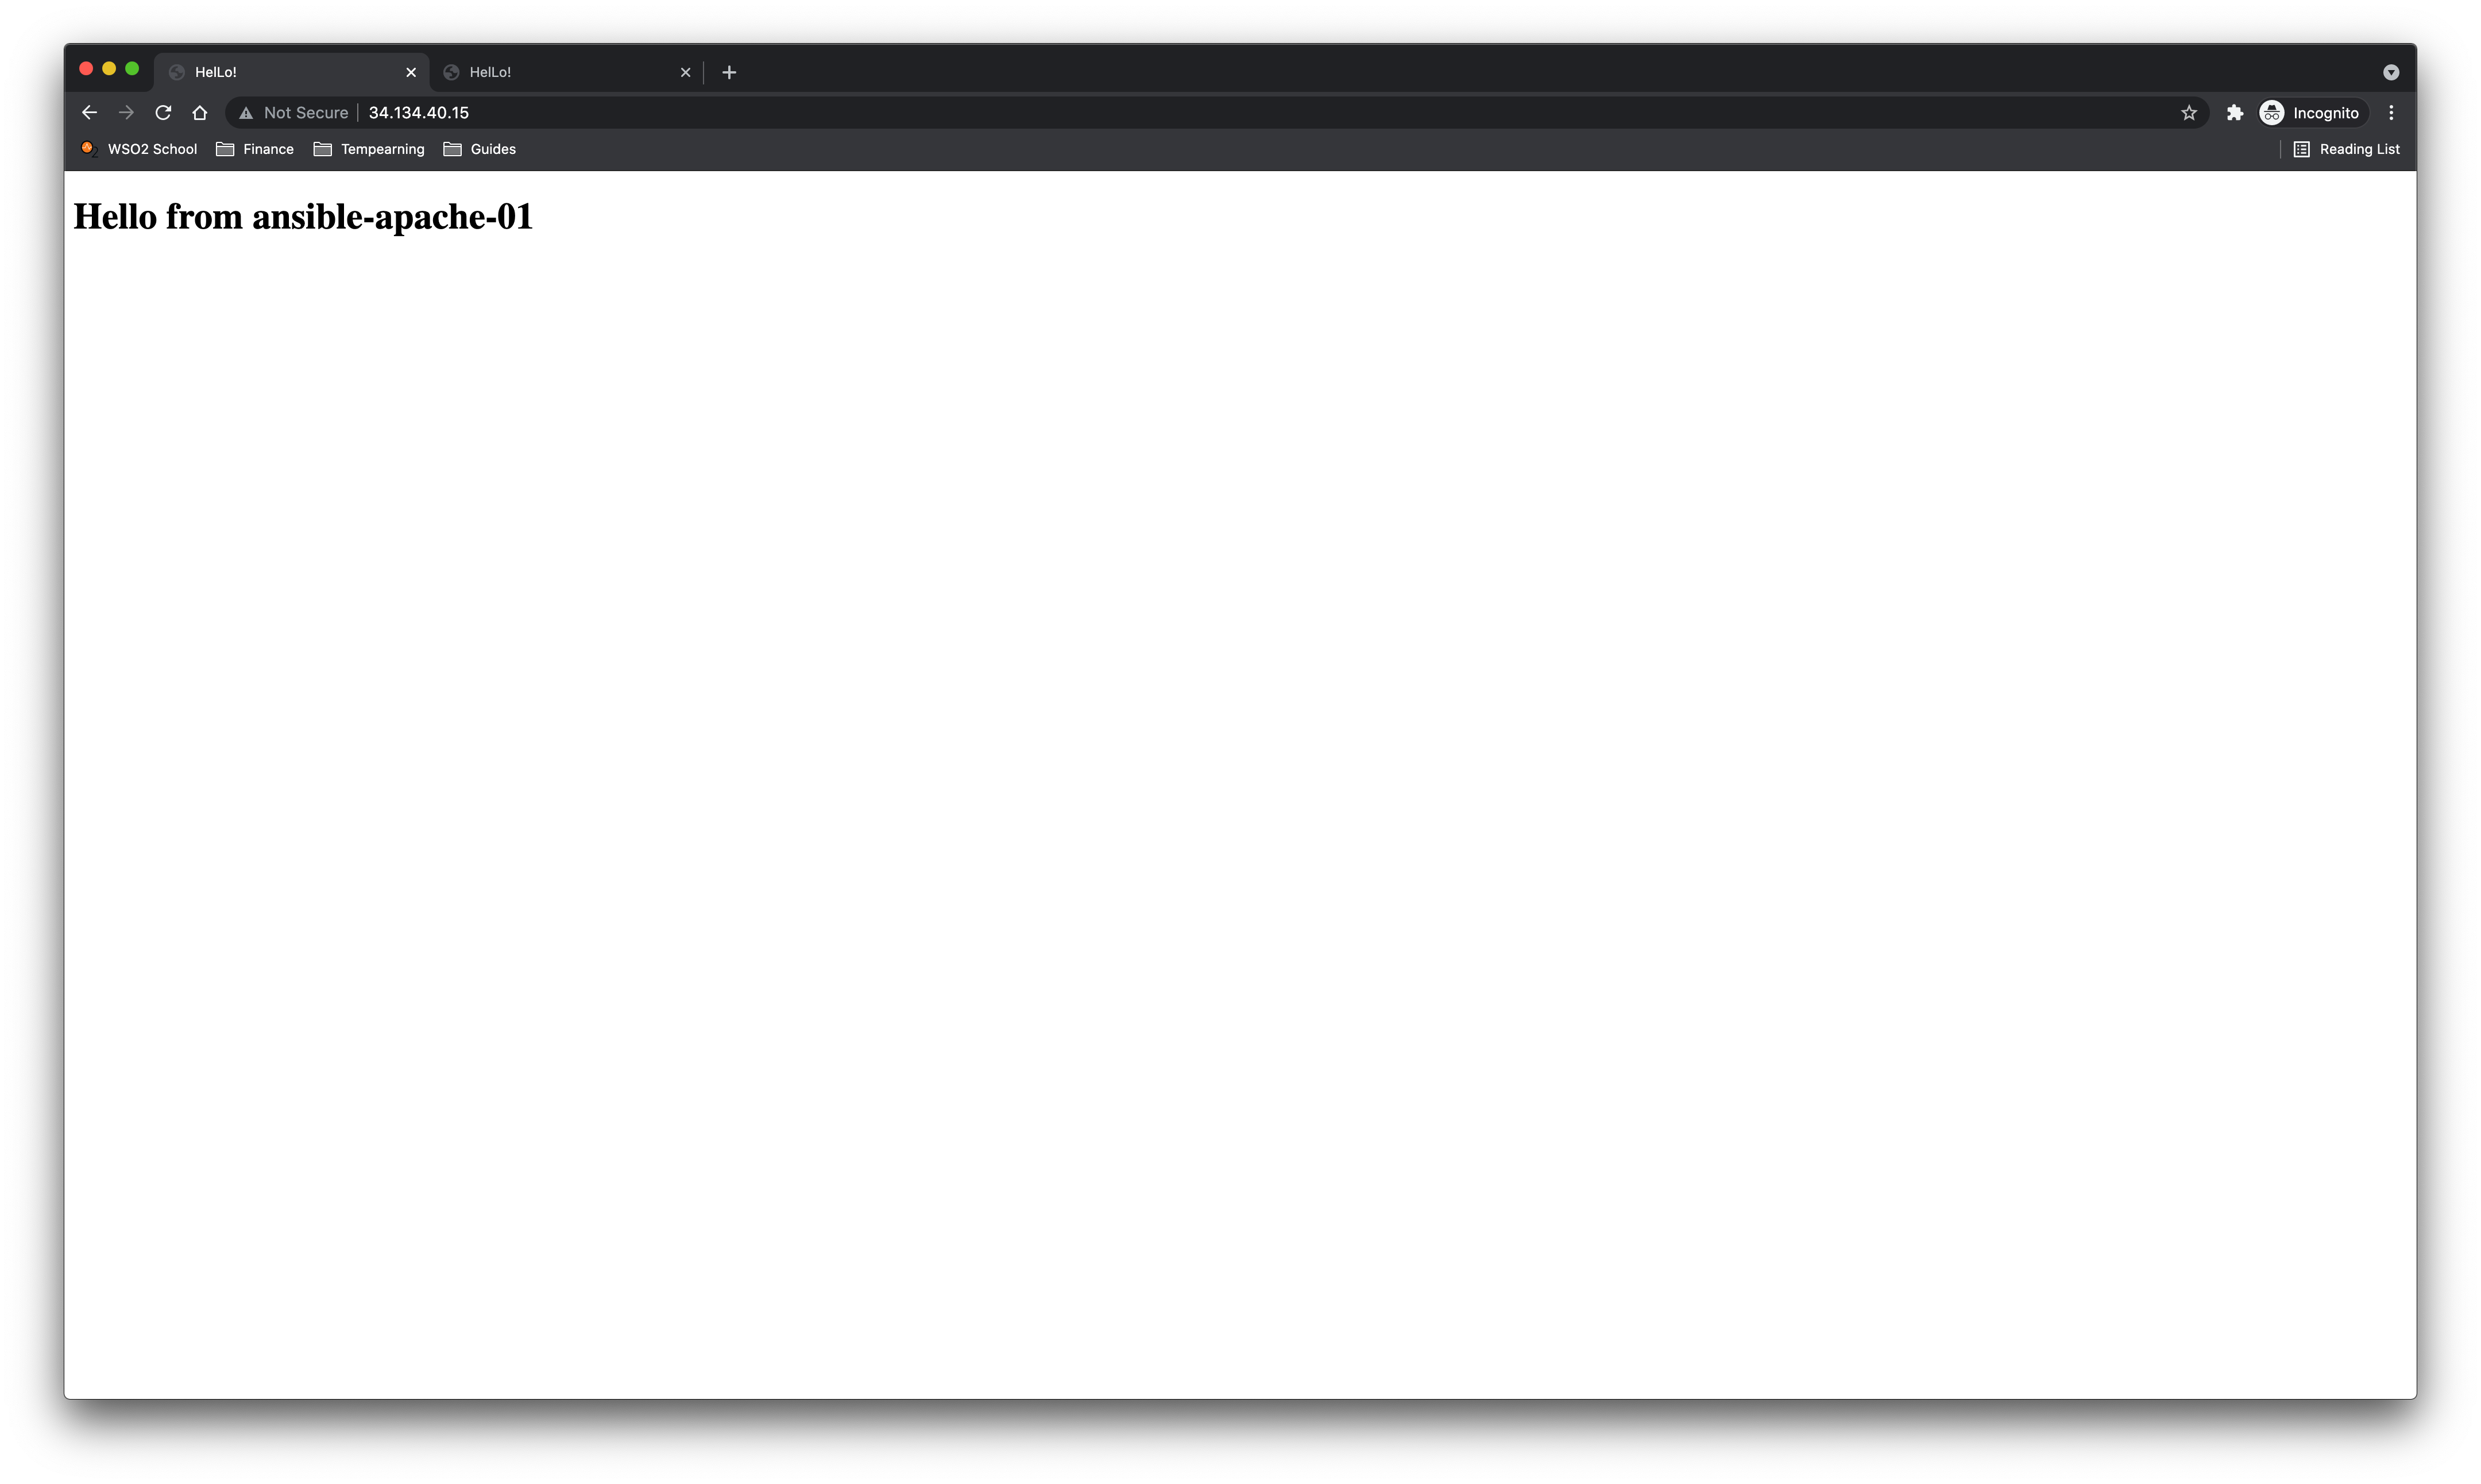 HelLo!
HelLo!
Not Secure 34.134.40.15
Incognito
WSO2 School Finance Tempearning Guides
Reading List
Hello from ansible-apache-01